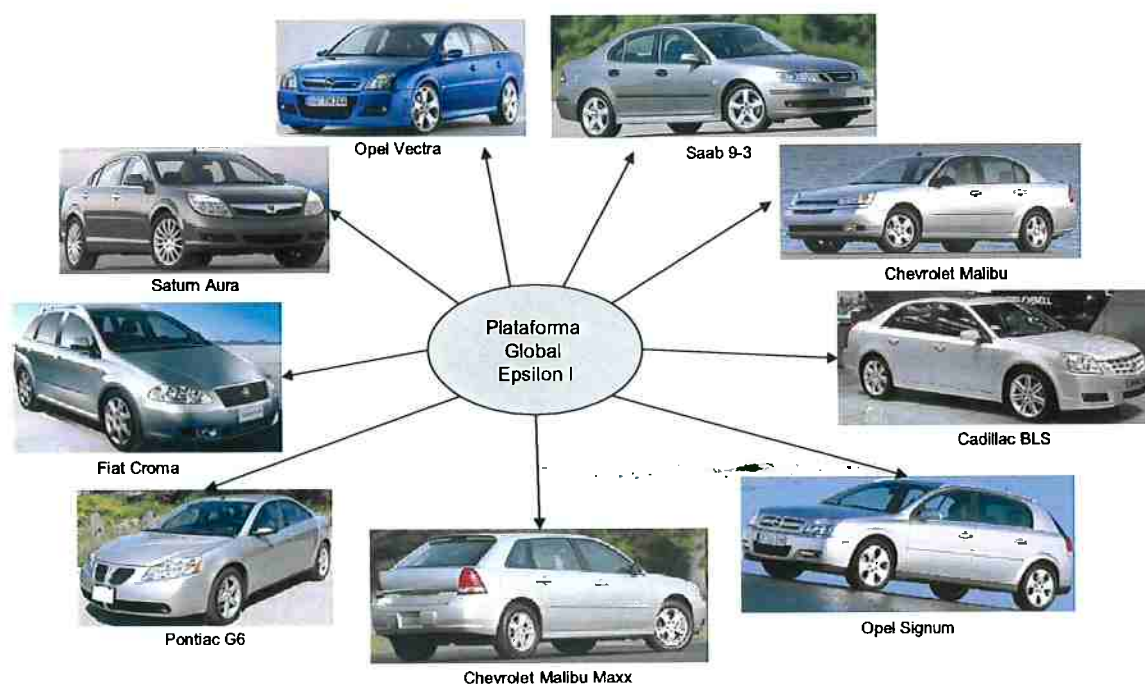 Opel Vectra
Saab 9-3
Saturn Aura
Chevrolet Malibu
Plataforma
Global
Epsilon I
Cadillac BLS
Fiat Croma
Pontiac G6
Opel Signum
Chevrolet Malibu Maxx